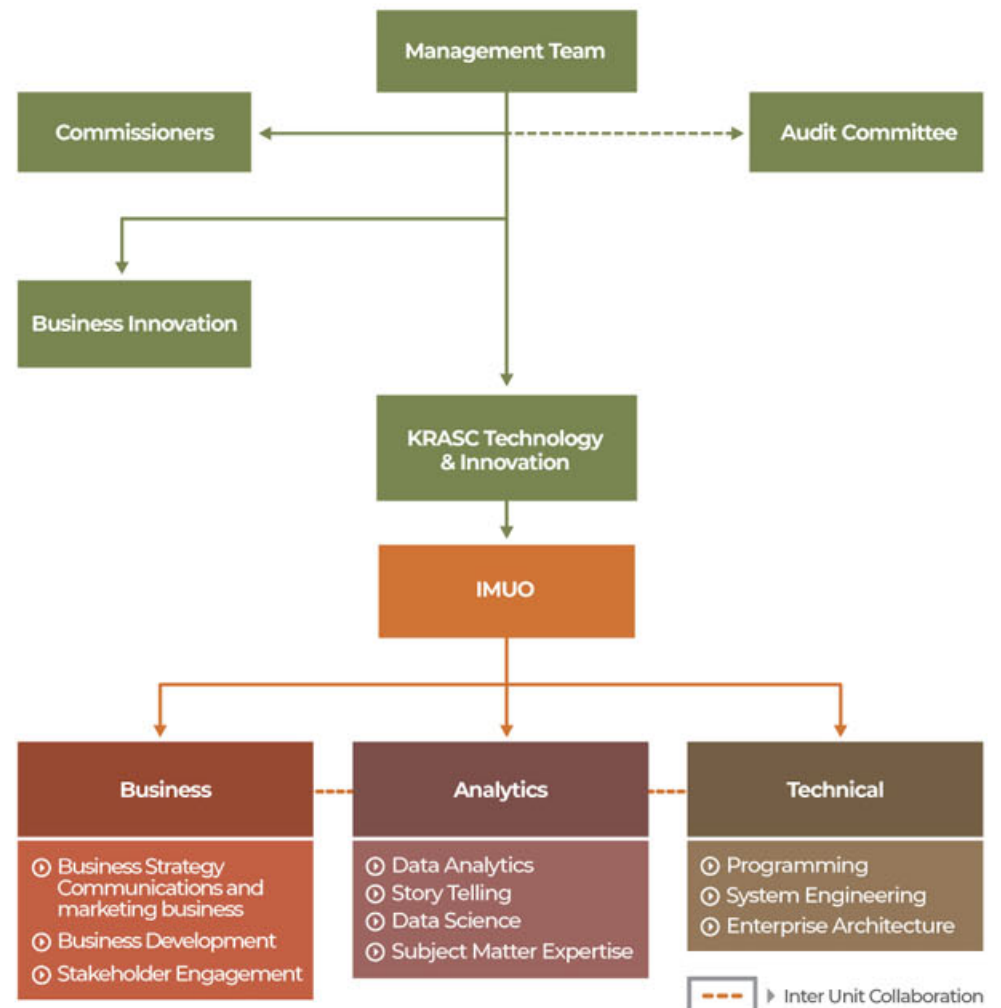 Management Team
Commissioners
Audit Committee
Business Innovation
KRASC Technology
& Innovation
IMUO
Business
Analytics
Technical
Business Strategy
Communications and
marketing business
Business Development
Stakeholder Engagement
Data Analytics
Story Telling
Data Science
Subject Matter Expertise
Programming
System Engineering
Enterprise Architecture
Inter Unit Collaboration